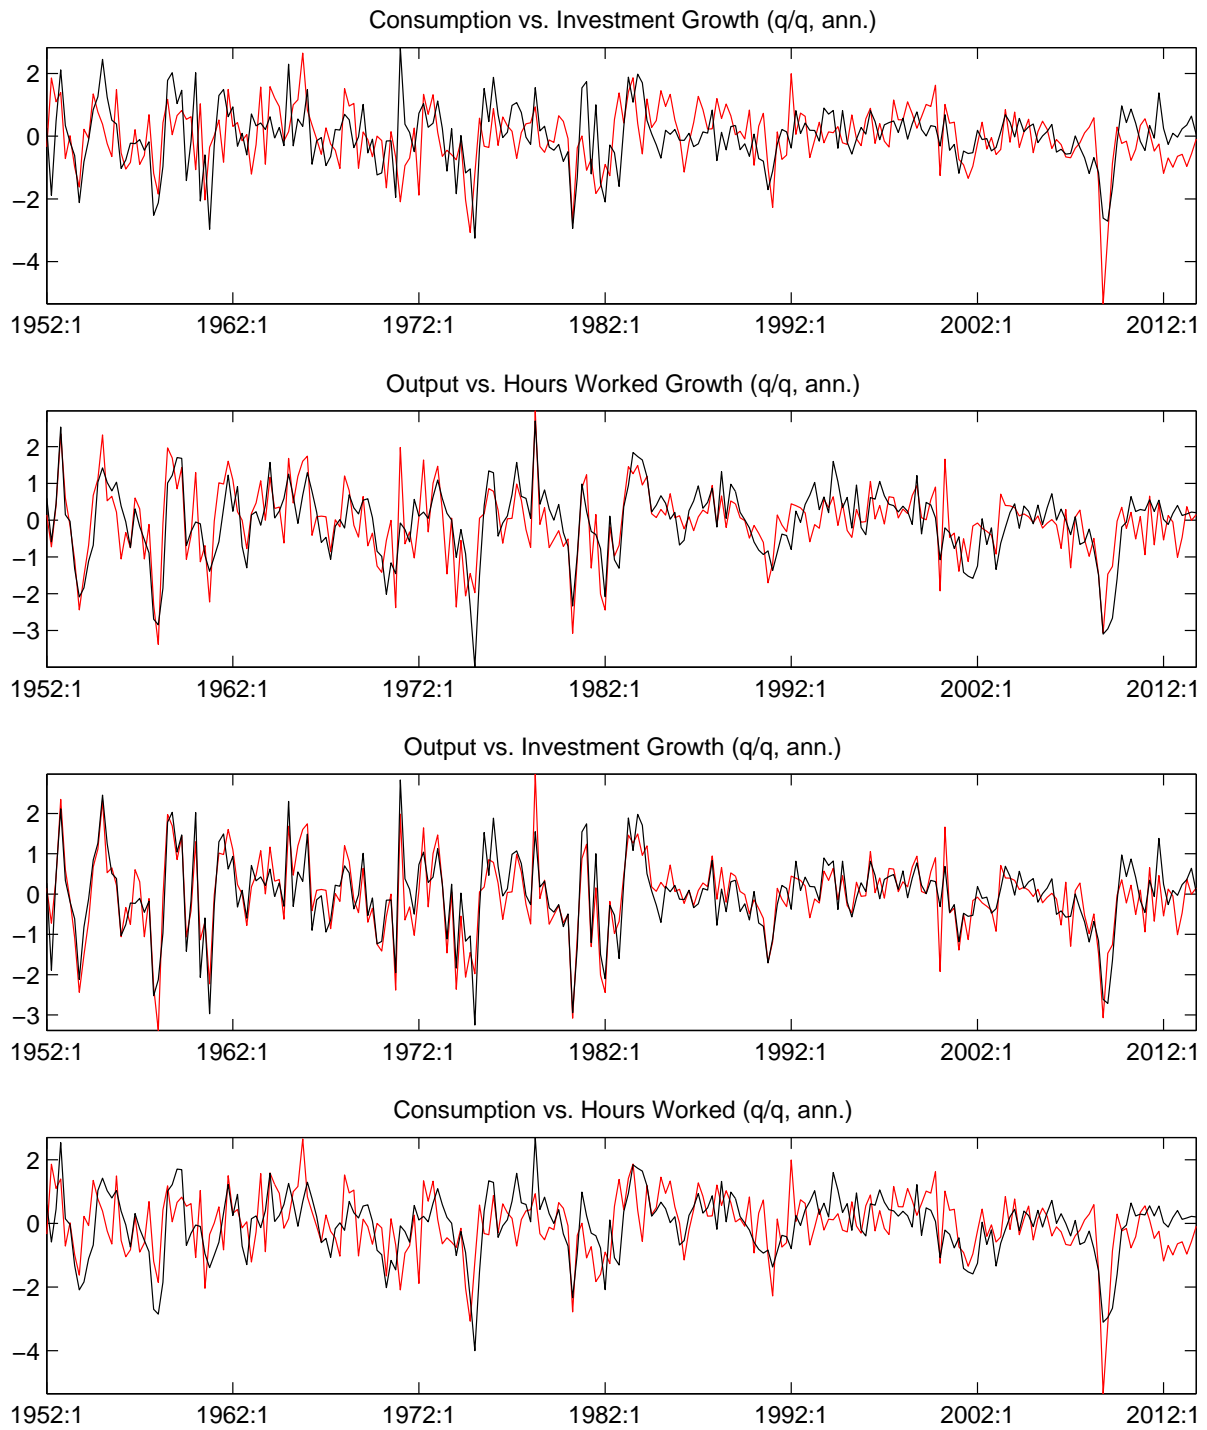 Consumption vs. Investment Growth (q/q, ann.)
2
0
−2
−4
1952:1 1962:1 1972:1 1982:1 1992:1 2002:1 2012:1
Output vs. Hours Worked Growth (q/q, ann.)
2
1
0
−1
−2
−3
1952:1 1962:1 1972:1 1982:1 1992:1 2002:1 2012:1
Output vs. Investment Growth (q/q, ann.)
2
1
0
−1
−2
−3
1952:1 1962:1 1972:1 1982:1 1992:1 2002:1 2012:1
Consumption vs. Hours Worked (q/q, ann.)
2
0
−2
−4
1952:1 1962:1 1972:1 1982:1 1992:1 2002:1 2012:1